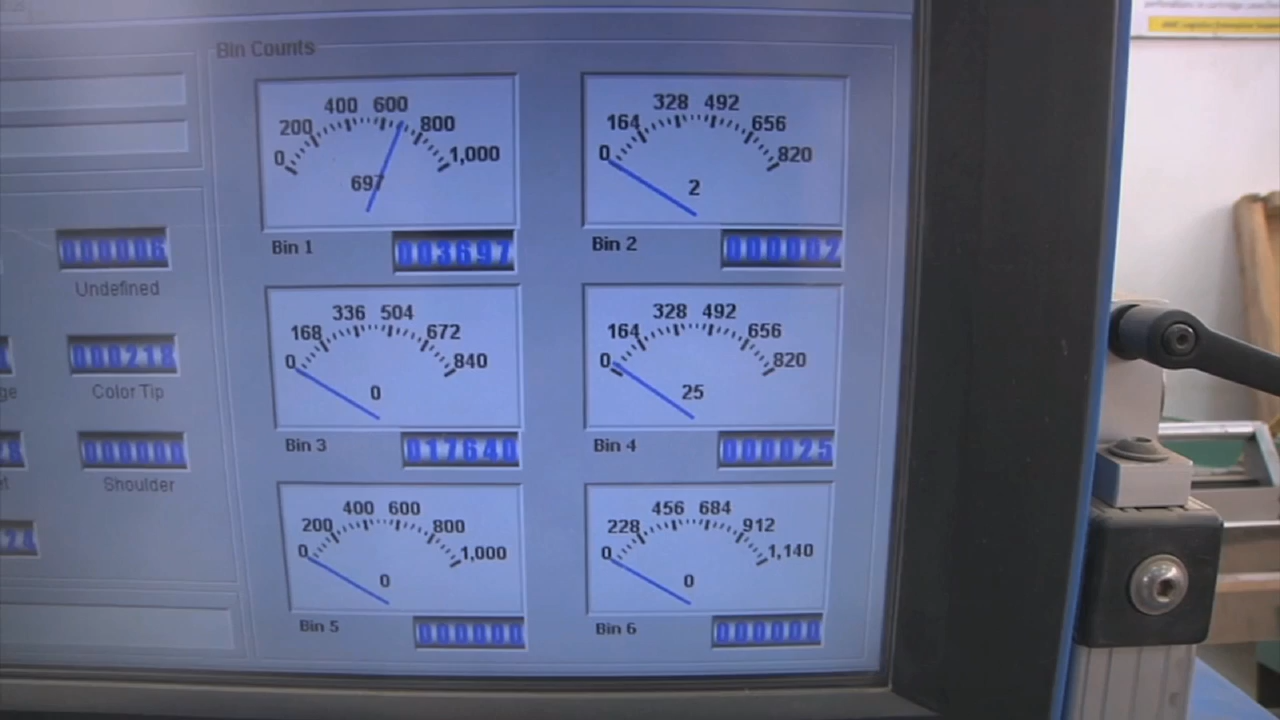 Bin Counts
400 600
200 800
0 1,000
697
Bin 1 003697
328 492
164 656
0 820
2
Bin 2 000002
000006
Undefined
336 504
168 672
0 840
0
Bin 3 017640
328 492
164 656
0 820
25
Bin 4 000025
000218
Color Tip
000000
Shoulder
400 600
200 800
0 1,000
0
Bin 5 000000
456 684
228 912
0 1,140
0
Bin 6 000000